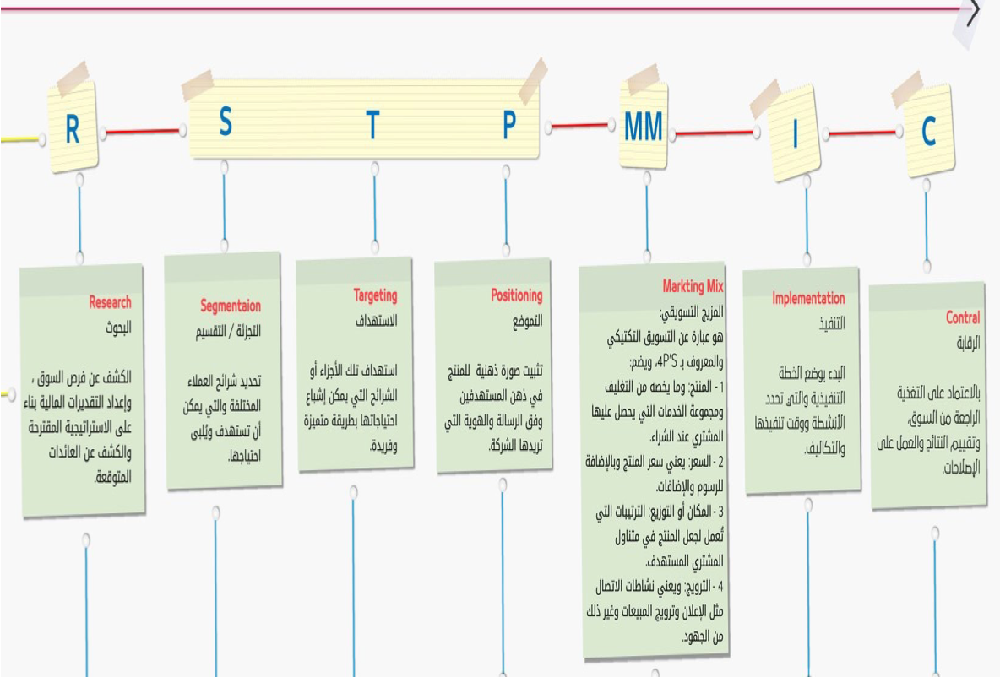 R
S T P
MM
I
C
Research
البحوث
الكشف عن فرص السوق ،
وإعداد التقديرات المالية بناء
على الاستراتيجية المقترحة
والكشف عن العائدات
المتوقعة.
Segmentaion
التجزئة / التقسيم
تحديد شرائح العملاء
المختلفة والتي يمكن
أن تستهدف ويُلبى
احتياجها.
Targeting
الاستهداف
استهداف تلك الأجزاء أو
الشرائح التي يمكن إشباع
احتياجاتها بطريقة متميزة
وفريدة.
Positioning
التموضع
تثبيت صورة ذهنية للمنتج
في ذهن المستهدفين
وفق الرسالة والهوية التي
تريدها الشركة.
Markting Mix
المزيج التسويقي:
هو عبارة عن التسويق التكتيكي
والمعروف بـ 4P'S، ويضم:
1 - المنتج: وما يخصه من التغليف
ومجموعة الخدمات التي يحصل عليها
المشتري عند الشراء.
2 - السعر: يعني سعر المنتج وبالإضافة
للرسوم والإضافات.
3 - المكان أو التوزيع: الترتيبات التي
تُعمل لجعل المنتج في متناول
المشتري المستهدف.
4 - الترويج: ويعني نشاطات الاتصال
مثل الإعلان وترويج المبيعات وغير ذلك
من الجهود.
Implementation
التنفيذ
البدء بوضع الخطة
التنفيذية والتي تحدد
الأنشطة ووقت تنفيذها
والتكاليف.
Contral
الرقابة
بالاعتماد على التغذية
الراجعة من السوق،
وتقييم النتائج والعمل على
الإصلاحات.